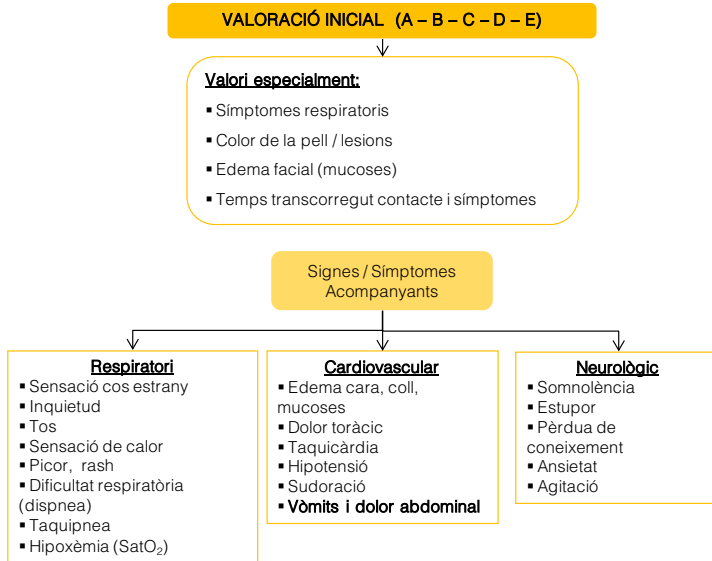 VALORACIÓ INICIAL (A – B – C – D – E)
Valori especialment:
▪ Símptomes respiratoris
▪ Color de la pell / lesions
▪ Edema facial (mucoses)
▪ Temps transcorregut contacte i símptomes
Signes / Símptomes
Acompanyants
Respiratori
▪ Sensació cos estrany
▪ Inquietud
▪ Tos
▪ Sensació de calor
▪ Picor, rash
▪ Dificultat respiratòria
(dispnea)
▪ Taquipnea
▪ Hipoxèmia (SatO₂)
Cardiovascular
▪ Edema cara, coll,
mucoses
▪ Dolor toràcic
▪ Taquicàrdia
▪ Hipotensió
▪ Sudoració
▪ Vòmits i dolor abdominal
Neurològic
▪ Somnolència
▪ Estupor
▪ Pèrdua de
coneixement
▪ Ansietat
▪ Agitació